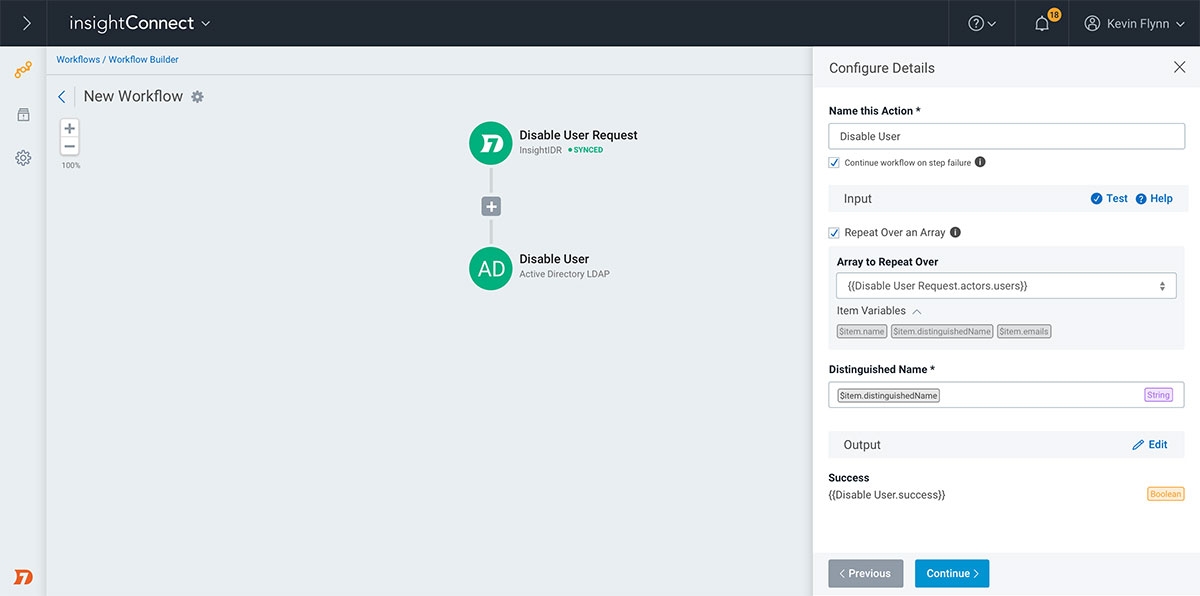 insightConnect
18
Kevin Flynn
Workflows / Workflow Builder
New Workflow
100%
Disable User Request
InsightIDR • SYNCED
AD
Disable User
Active Directory LDAP
Configure Details
Name this Action *
Disable User
Continue workflow on step failure
Input
Test
Help
Repeat Over an Array
Array to Repeat Over
{{Disable User Request.actors.users}}
Item Variables
$item.name $item.distinguishedName $item.emails
Distinguished Name *
$item.distinguishedName String
Output
Edit
Success
{{Disable User.success}} Boolean
< Previous
Continue >